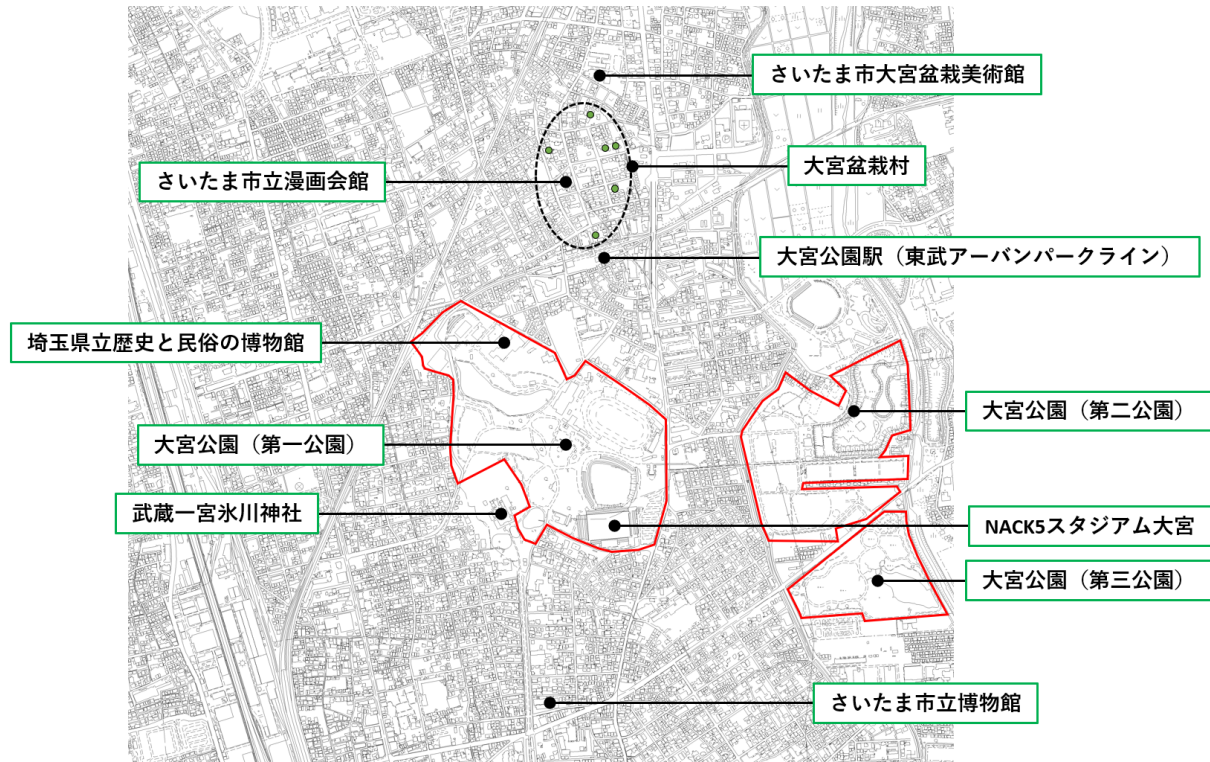 さいたま市大宮盆栽美術館
大宮盆栽村
さいたま市立漫画会館
大宮公園駅（東武アーバンパークライン）
埼玉県立歴史と民俗の博物館
大宮公園（第二公園）
大宮公園（第一公園）
武蔵一宮氷川神社
NACK5スタジアム大宮
大宮公園（第三公園）
さいたま市立博物館